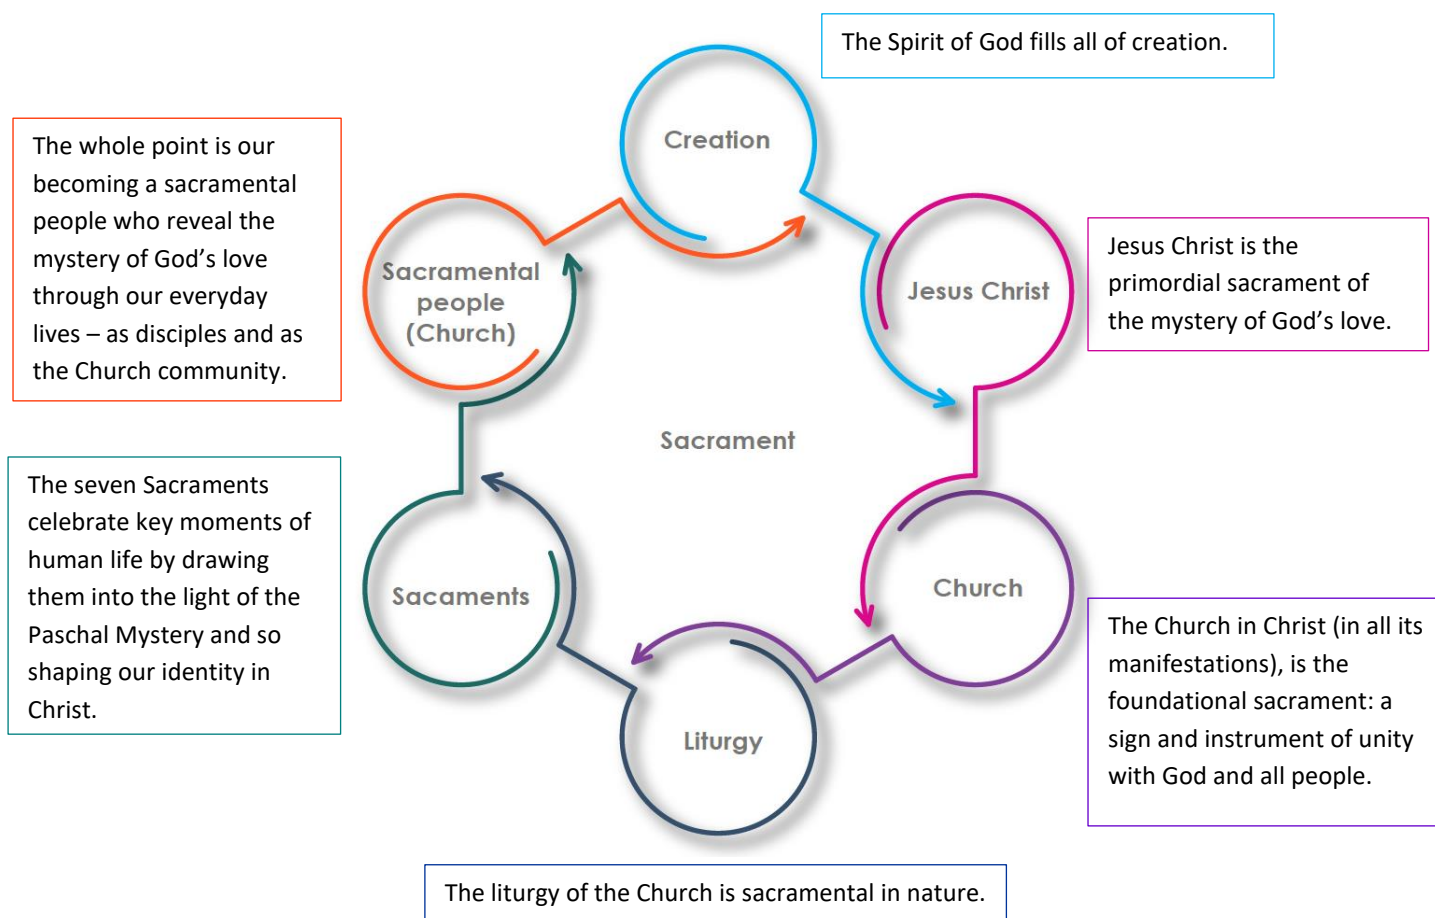 The Spirit of God fills all of creation.
Creation
The whole point is our
becoming a sacramental
people who reveal the
mystery of God’s love
through our everyday
lives – as disciples and as
the Church community.
Sacramental
people
(Church)
Jesus Christ
Jesus Christ is the
primordial sacrament of
the mystery of God’s love.
Sacrament
The seven Sacraments
celebrate key moments of
human life by drawing
them into the light of the
Paschal Mystery and so
shaping our identity in
Christ.
Sacaments
Church
The Church in Christ (in all its
manifestations), is the
foundational sacrament: a
sign and instrument of unity
with God and all people.
Liturgy
The liturgy of the Church is sacramental in nature.